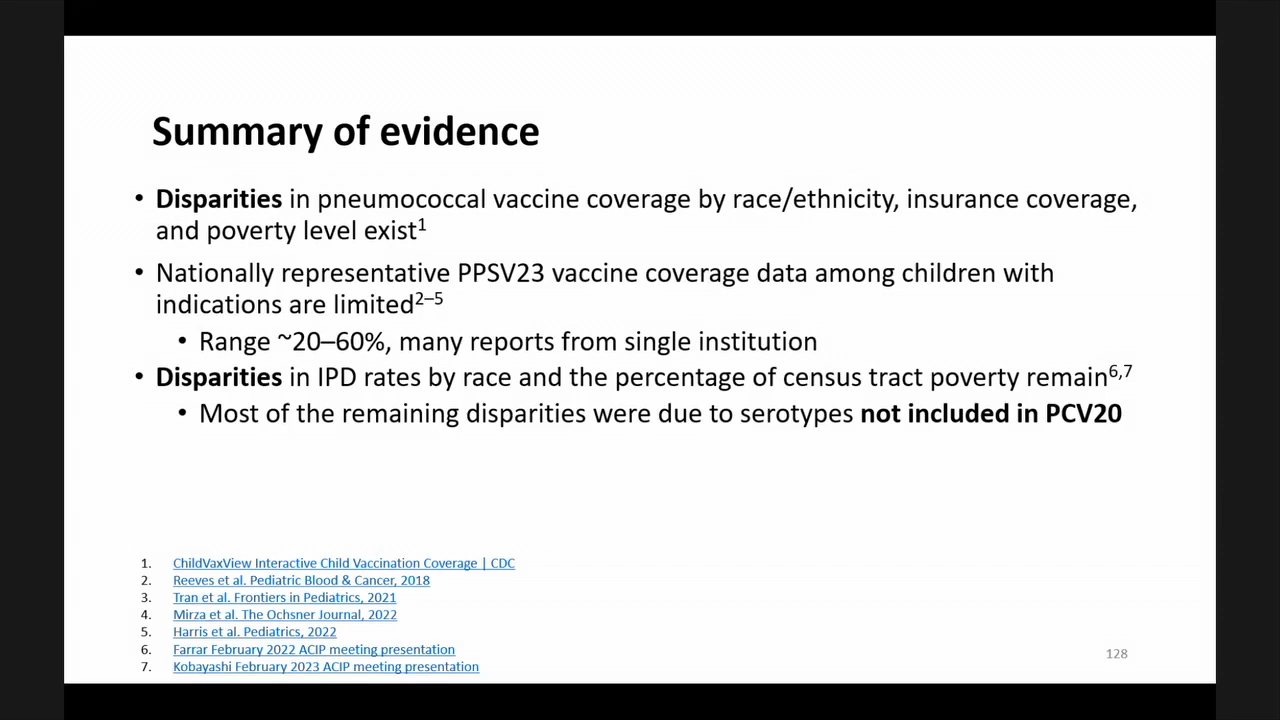 Summary of evidence
• Disparities in pneumococcal vaccine coverage by race/ethnicity, insurance coverage,
and poverty level exist¹
• Nationally representative PPSV23 vaccine coverage data among children with
indications are limited²⁻⁵
• Range ~20–60%, many reports from single institution
• Disparities in IPD rates by race and the percentage of census tract poverty remain⁶,⁷
• Most of the remaining disparities were due to serotypes not included in PCV20
1. ChildVaxView Interactive Child Vaccination Coverage | CDC
2. Reeves et al. Pediatric Blood & Cancer, 2018
3. Tran et al. Frontiers in Pediatrics, 2021
4. Mirza et al. The Ochsner Journal, 2022
5. Harris et al. Pediatrics, 2022
6. Farrar February 2022 ACIP meeting presentation
7. Kobayashi February 2023 ACIP meeting presentation
128